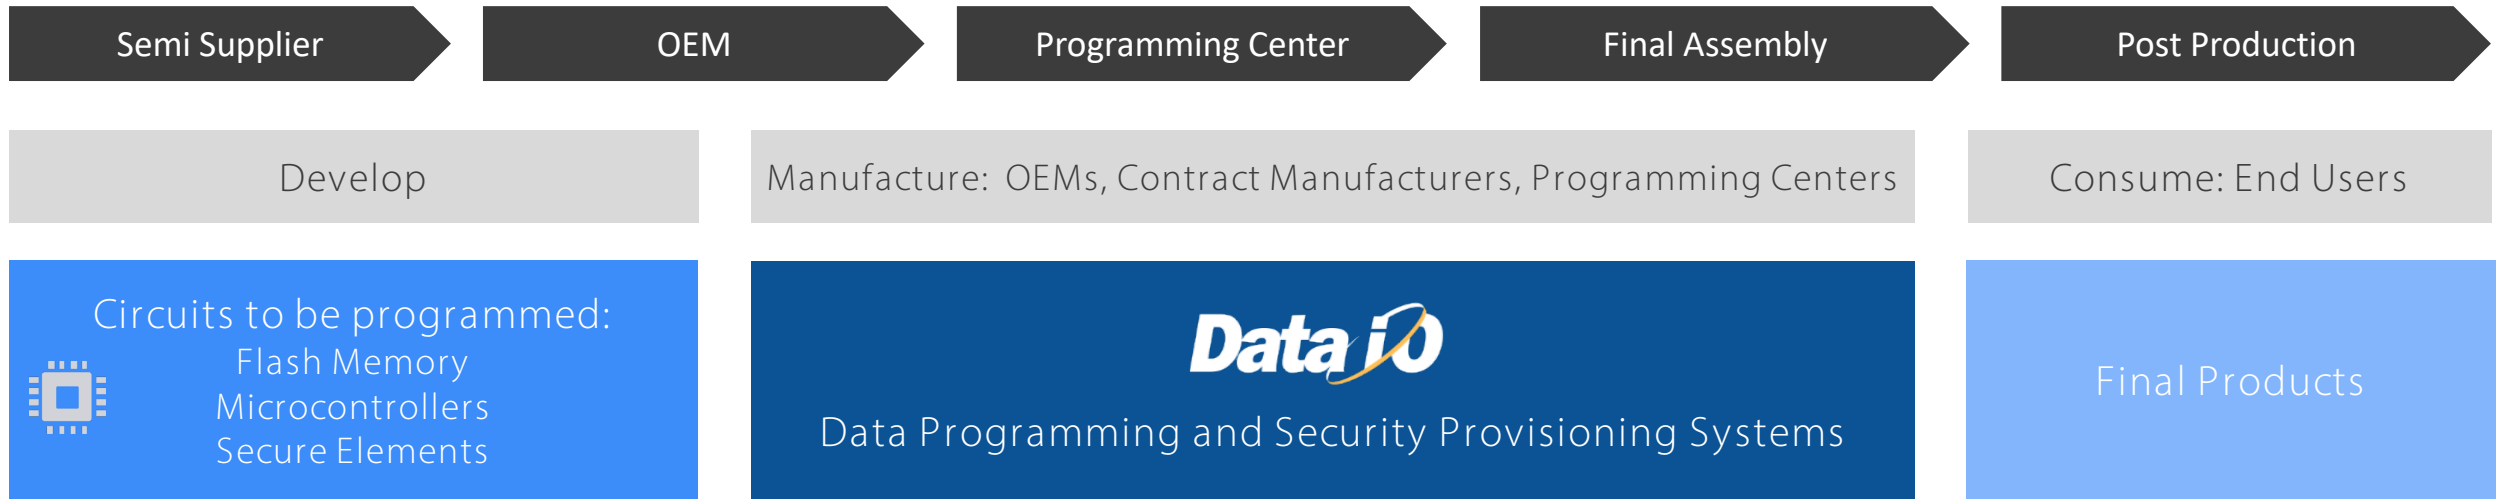 Semi Supplier
OEM
Programming Center
Final Assembly
Post Production
Develop
Manufacture: OEMs, Contract Manufacturers, Programming Centers
Consume: End Users
Circuits to be programmed:
Flash Memory
Microcontrollers
Secure Elements
Data iO
Data Programming and Security Provisioning Systems
Final Products